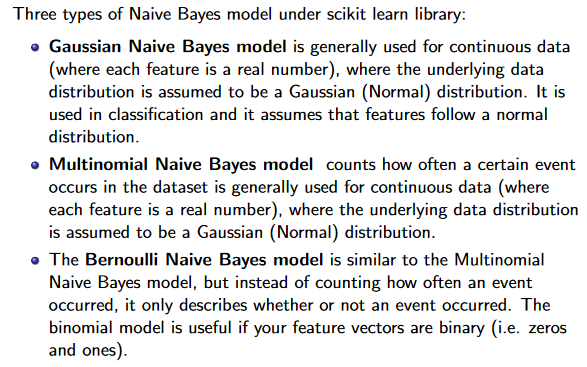 Three types of Naive Bayes model under scikit learn library:
Gaussian Naive Bayes model is generally used for continuous data
(where each feature is a real number), where the underlying data
distribution is assumed to be a Gaussian (Normal) distribution. It is
used in classification and it assumes that features follow a normal
distribution.
Multinomial Naive Bayes model counts how often a certain event
occurs in the dataset is generally used for continuous data (where
each feature is a real number), where the underlying data distribution
is assumed to be a Gaussian (Normal) distribution.
The Bernoulli Naive Bayes model is similar to the Multinomial
Naive Bayes model, but instead of counting how often an event
occurred, it only describes whether or not an event occurred. The
binomial model is useful if your feature vectors are binary (i.e. zeros
and ones).